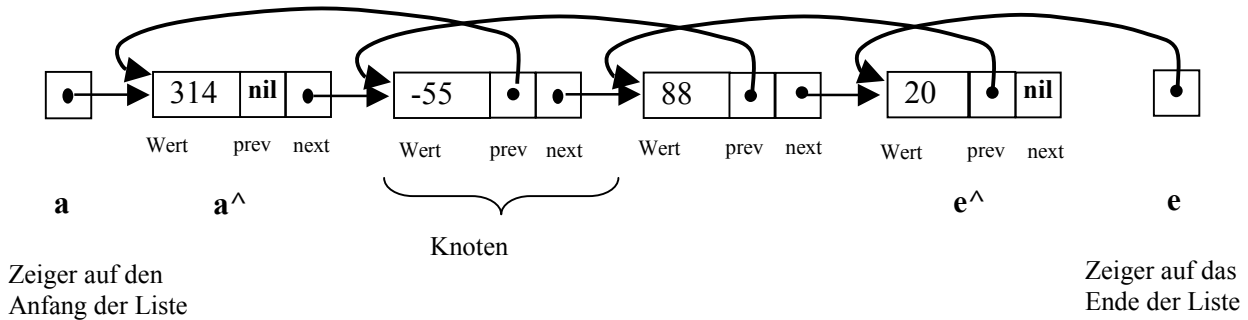 314 nil -55 88 20 nil
Wert prev next Wert prev next Wert prev next Wert prev next
a a^ e^ e
Knoten
Zeiger auf den
Anfang der Liste
Zeiger auf das
Ende der Liste